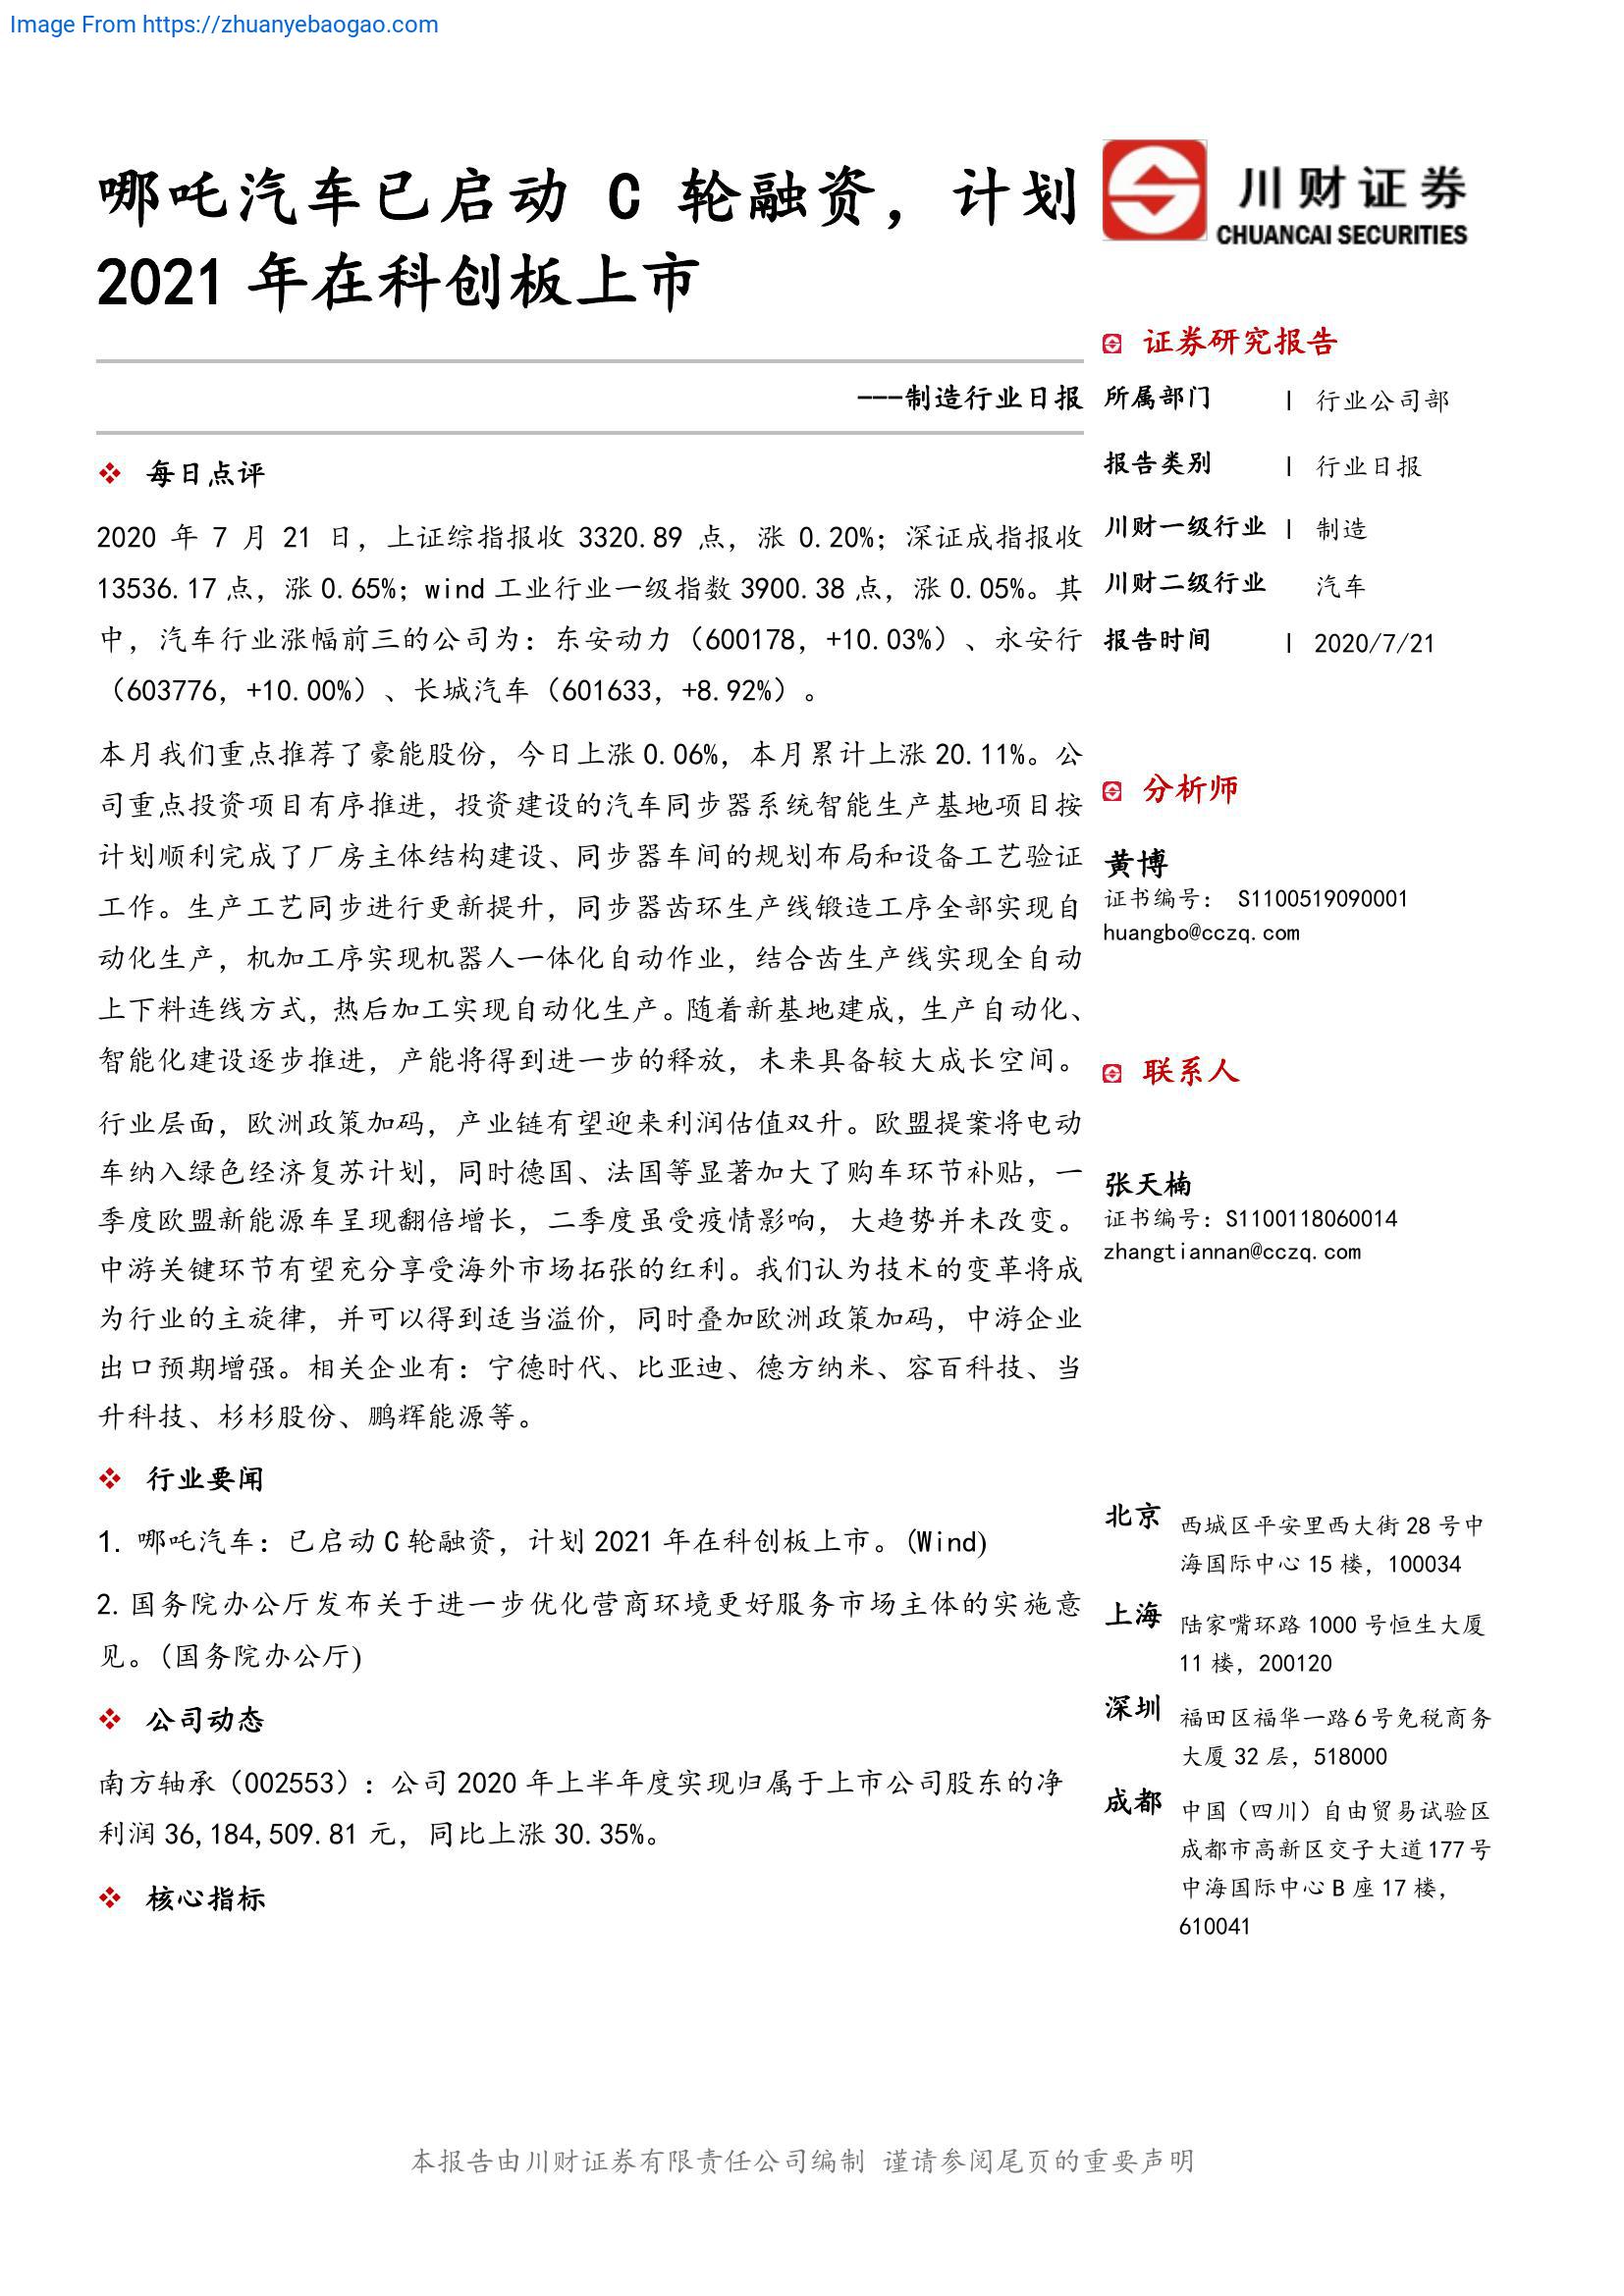 Image From https://zhuanyebaogao.com
哪吒汽车已启动 C 轮融资，计划
2021 年在科创板上市
川财证券
CHUANCAI SECURITIES
---制造行业日报
每日点评
2020 年 7 月 21 日，上证综指报收 3320.89 点，涨 0.20%；深证成指报收
13536.17 点，涨 0.65%；wind 工业行业一级指数 3900.38 点，涨 0.05%。其
中，汽车行业涨幅前三的公司为：东安动力（600178，+10.03%）、永安行
（603776，+10.00%）、长城汽车（601633，+8.92%）。
本月我们重点推荐了豪能股份，今日上涨 0.06%，本月累计上涨 20.11%。公
司重点投资项目有序推进，投资建设的汽车同步器系统智能生产基地项目按
计划顺利完成了厂房主体结构建设、同步器车间的规划布局和设备工艺验证
工作。生产工艺同步进行更新提升，同步器齿环生产线锻造工序全部实现自
动化生产，机加工序实现机器人一体化自动作业，结合齿生产线实现全自动
上下料连线方式，热后加工实现自动化生产。随着新基地建成，生产自动化、
智能化建设逐步推进，产能将得到进一步的释放，未来具备较大成长空间。
行业层面，欧洲政策加码，产业链有望迎来利润估值双升。欧盟提案将电动
车纳入绿色经济复苏计划，同时德国、法国等显著加大了购车环节补贴，一
季度欧盟新能源车呈现翻倍增长，二季度虽受疫情影响，大趋势并未改变。
中游关键环节有望充分享受海外市场拓张的红利。我们认为技术的变革将成
为行业的主旋律，并可以得到适当溢价，同时叠加欧洲政策加码，中游企业
出口预期增强。相关企业有：宁德时代、比亚迪、德方纳米、容百科技、当
升科技、杉杉股份、鹏辉能源等。
行业要闻
1. 哪吒汽车：已启动 C 轮融资，计划 2021 年在科创板上市。(Wind)
2. 国务院办公厅发布关于进一步优化营商环境更好服务市场主体的实施意
见。（国务院办公厅)
公司动态
南方轴承（002553）：公司 2020 年上半年度实现归属于上市公司股东的净
利润 36,184,509.81 元，同比上涨 30.35%。
核心指标
证券研究报告
所属部门 | 行业公司部
报告类别 | 行业日报
川财一级行业 | 制造
川财二级行业 汽车
报告时间 | 2020/7/21
分析师
黄博
证书编号： S1100519090001
huangbo@cczq.com
联系人
张天楠
证书编号：S1100118060014
zhangtiannan@cczq.com
北京 西城区平安里西大街 28 号中
海国际中心 15 楼，100034
上海 陆家嘴环路 1000 号恒生大厦
11 楼，200120
深圳 福田区福华一路 6 号免税商务
大厦 32 层，518000
成都 中国（四川）自由贸易试验区
成都市高新区交子大道 177 号
中海国际中心 B 座 17 楼，
610041
本报告由川财证券有限责任公司编制 谨请参阅尾页的重要声明